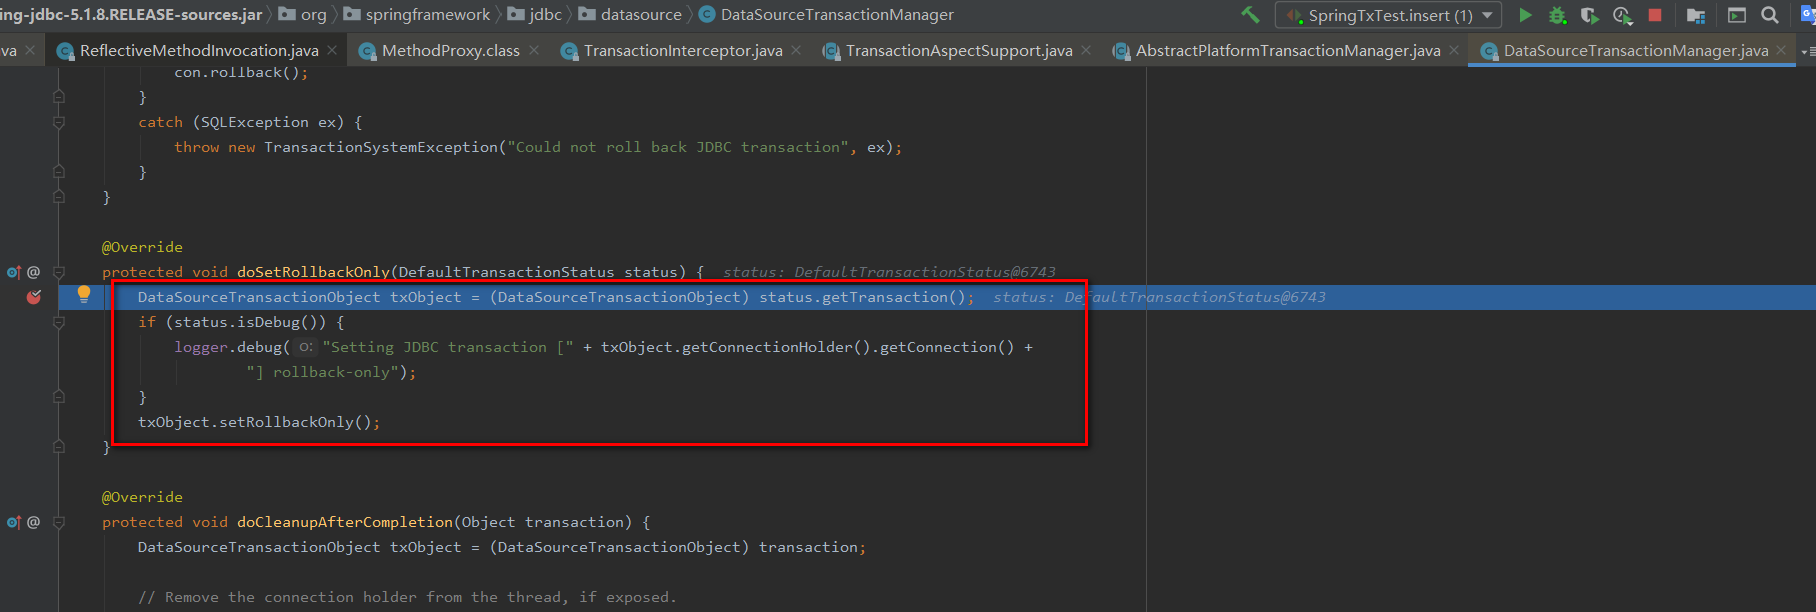 ing-jdbc-5.1.8.RELEASE-sources.jar org springframework jdbc datasource DataSourceTransactionManager SpringTxTest.insert (1)
va ReflectiveMethodInvocation.java MethodProxy.class TransactionInterceptor.java TransactionAspectSupport.java AbstractPlatformTransactionManager.java DataSourceTransactionManager.java
con.rollback();
}
catch (SQLException ex) {
throw new TransactionSystemException("Could not roll back JDBC transaction", ex);
}
}
@Override
protected void doSetRollbackOnly(DefaultTransactionStatus status) { status: DefaultTransactionStatus@6743
DataSourceTransactionObject txObject = (DataSourceTransactionObject) status.getTransaction(); status: DefaultTransactionStatus@6743
if (status.isDebug()) {
logger.debug( o: "Setting JDBC transaction [" + txObject.getConnectionHolder().getConnection() +
"] rollback-only");
}
txObject.setRollbackOnly();
}
@Override
protected void doCleanupAfterCompletion(Object transaction) {
DataSourceTransactionObject txObject = (DataSourceTransactionObject) transaction;
// Remove the connection holder from the thread, if exposed.